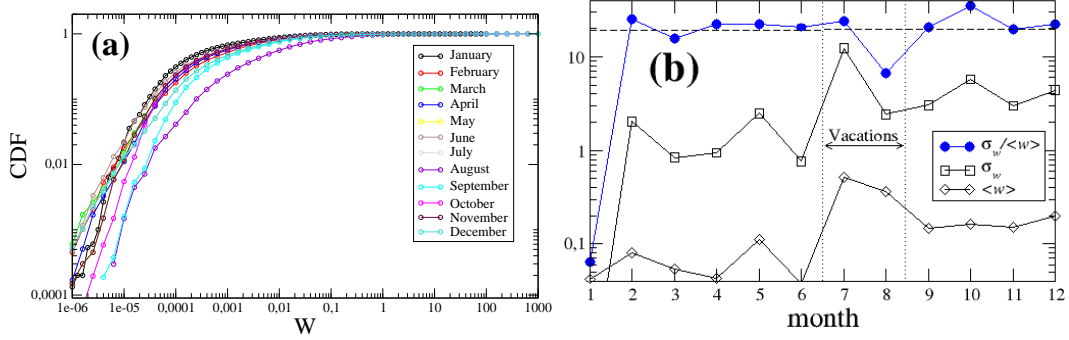 (a)
CDF
1
0,01
0,0001
1e-06 1e-05 0,0001 0,001 0,01 0,1 1 10 100 1000
W
January
February
March
April
May
June
July
August
September
October
November
December
(b)
10
1
0,1
Vacations
σw/<w>
σw
<w>
1 2 3 4 5 6 7 8 9 10 11 12
month